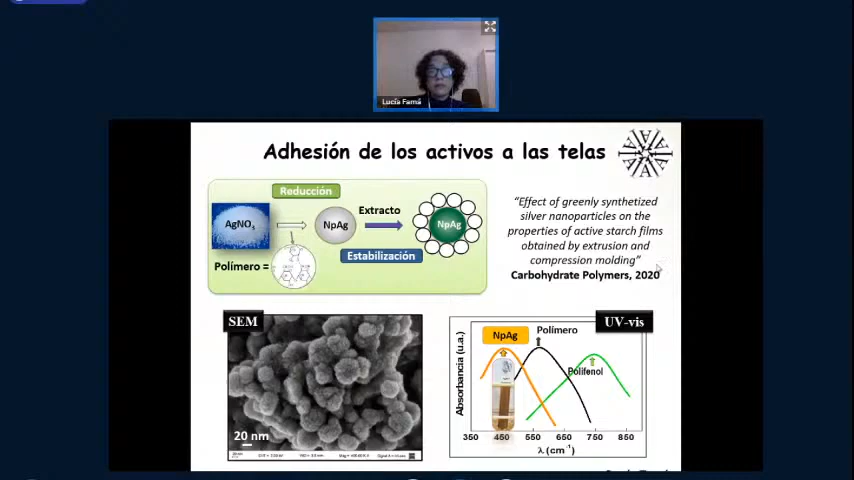 Lucía Famá
Adhesión de los activos a las telas
Reducción
AgNO3
NpAg
Extracto
NpAg
Estabilización
Polímero =
"Effect of greenly synthetized
silver nanoparticles on the
properties of active starch films
obtained by extrusion and
compression molding"
Carbohydrate Polymers, 2020
SEM
20 nm
UV-vis
NpAg
Polímero
Polifenol
Absorbancia (u.a.)
350 450 550 650 750 850
λ (cm-1)